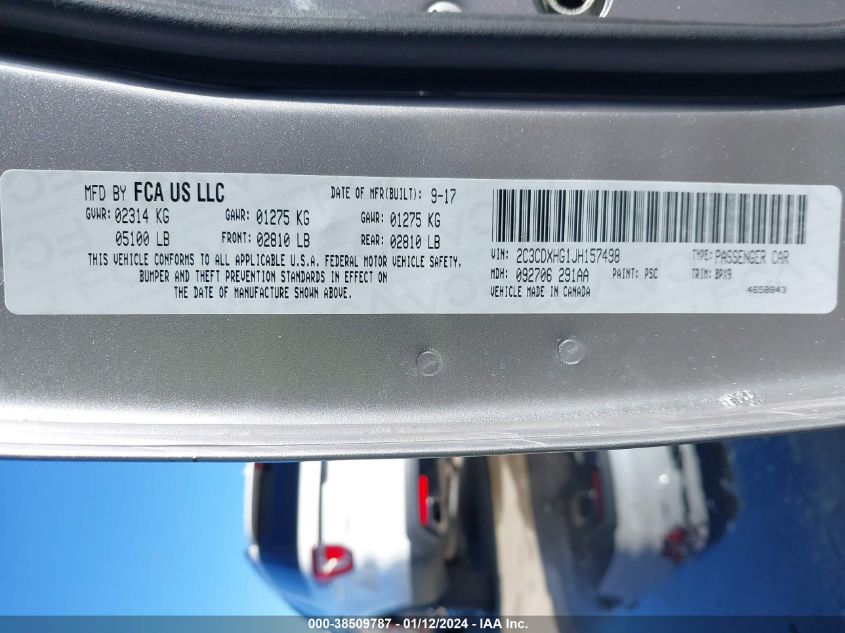 MFD BY FCA US LLC DATE OF MFR(BUILT): 9-17
GVWR: 02314 KG GAWR: 01275 KG GAWR: 01275 KG
05100 LB FRONT: 02810 LB REAR: 02810 LB
THIS VEHICLE CONFORMS TO ALL APPLICABLE U.S.A. FEDERAL MOTOR VEHICLE SAFETY,
BUMPER AND THEFT PREVENTION STANDARDS IN EFFECT ON
THE DATE OF MANUFACTURE SHOWN ABOVE.
VIN: 2C3CDXHG1JH157498 TYPE: PASSENGER CAR
MDH: 092706 291AA PAINT: PSC TRIM: BPX9
VEHICLE MADE IN CANADA 4658843
000-38509787 - 01/12/2024 - IAA Inc.